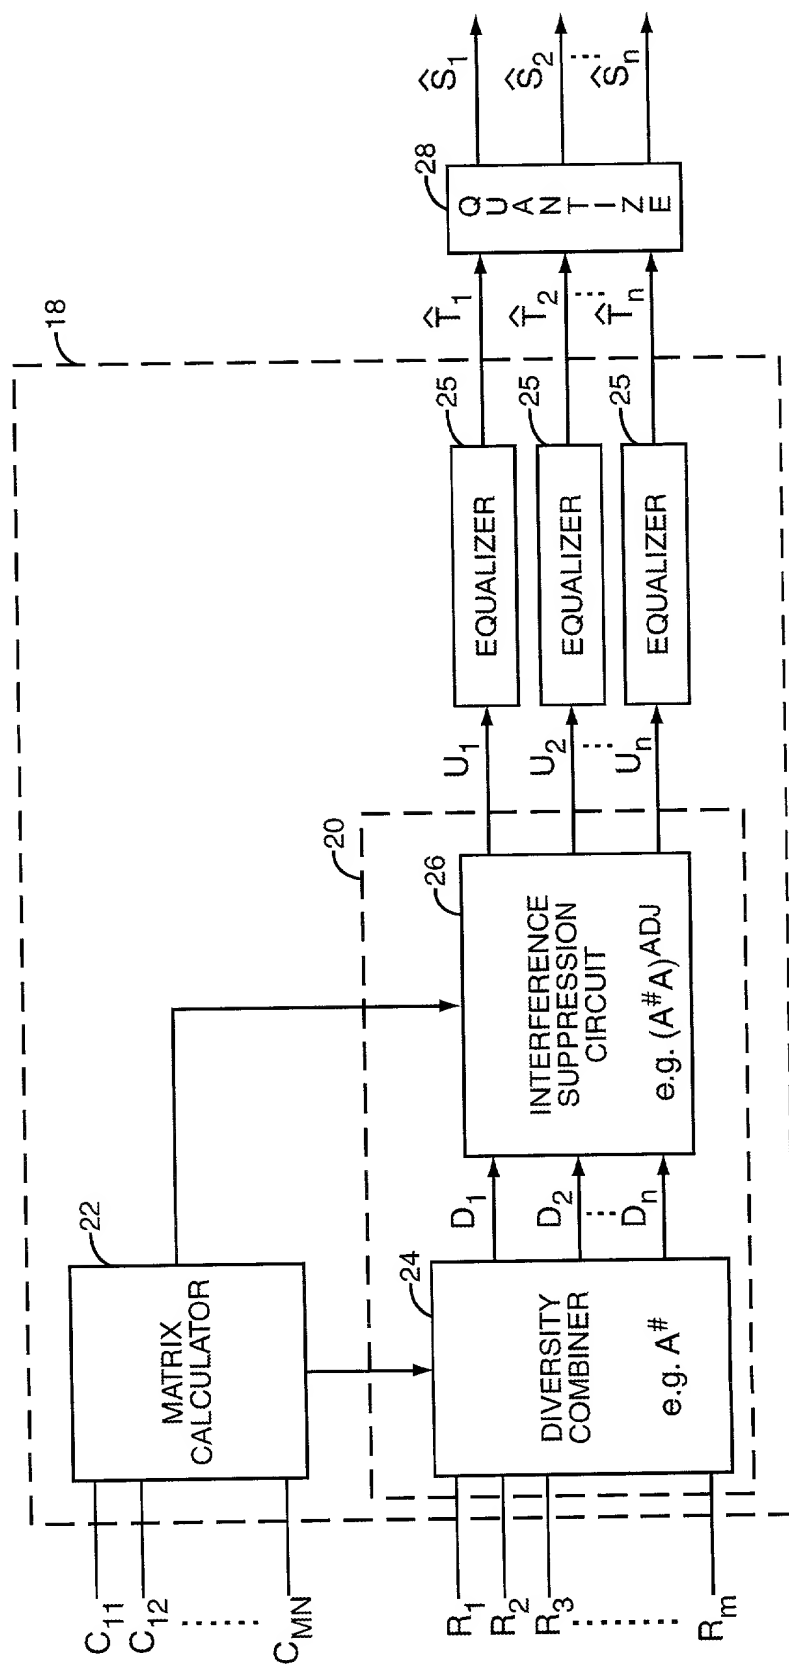 18
C₁₁
C₁₂
........
C_MN
MATRIX
CALCULATOR
22
20
R₁
R₂
R₃
............
Rₘ
DIVERSITY
COMBINER
e.g. A^#
24
D₁
D₂
.....
Dₙ
INTERFERENCE
SUPPRESSION
CIRCUIT
e.g. (A^#A)^ADJ
26
U₁
U₂
.....
Uₙ
EQUALIZER
25
EQUALIZER
25
EQUALIZER
25
T̂₁
T̂₂
.....
T̂ₙ
QUANTIZE
28
Ŝ₁
Ŝ₂
.....
Ŝₙ